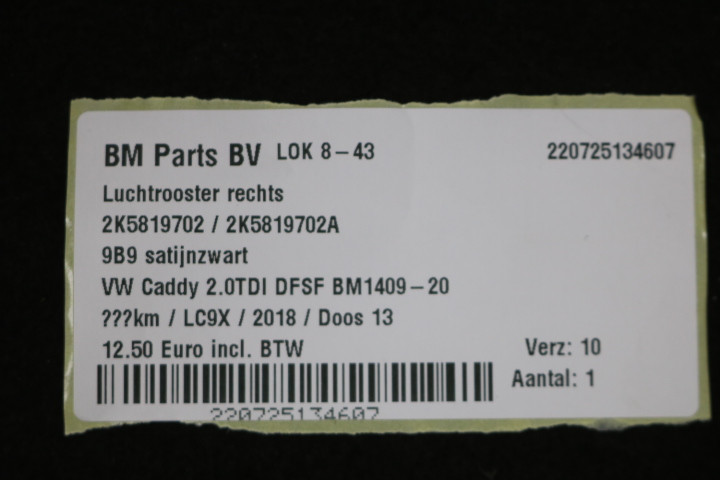 BM Parts BV LOK 8-43 220725134607
Luchtrooster rechts
2K5819702 / 2K5819702A
9B9 satijnzwart
VW Caddy 2.0TDI DFSF BM1409-20
???km / LC9X / 2018 / Doos 13
12.50 Euro incl. BTW Verz: 10
Aantal: 1
220725134607